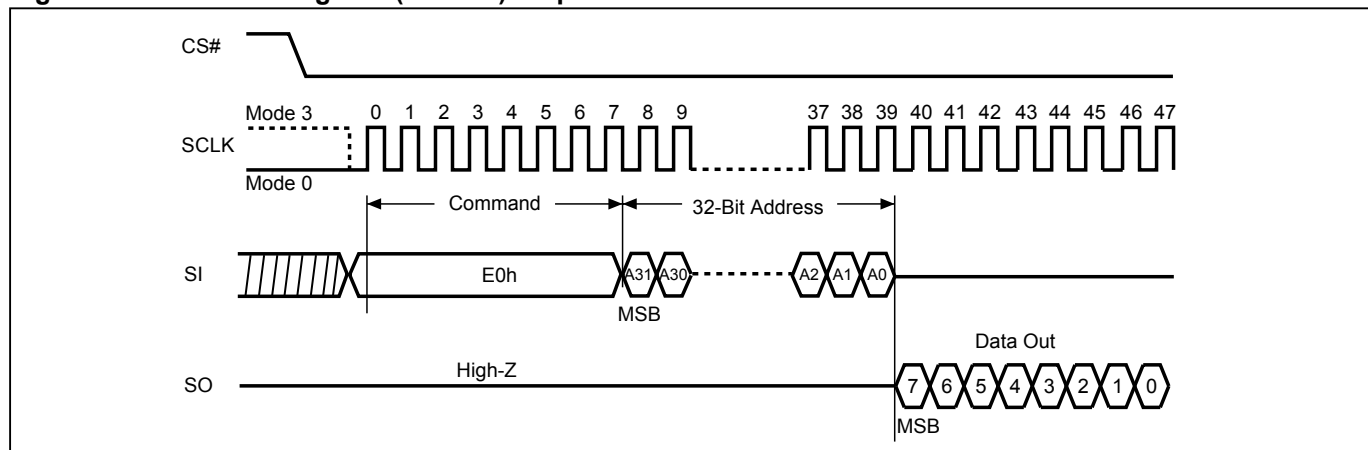 CS#
Mode 3 0 1 2 3 4 5 6 7 8 9 37 38 39 40 41 42 43 44 45 46 47
SCLK
Mode 0
Command 32-Bit Address
SI E0h A31 A30 A2 A1 A0
MSB
Data Out
High-Z
SO 7 6 5 4 3 2 1 0
MSB